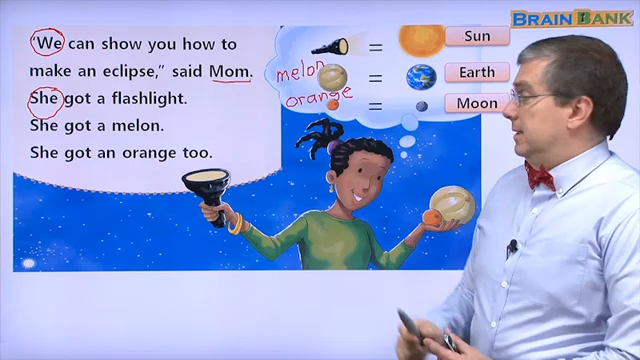 BRAIN BANK
"We can show you how to
make an eclipse," said Mom.
She got a flashlight.
She got a melon.
She got an orange too.
= Sun
melon = Earth
orange = Moon